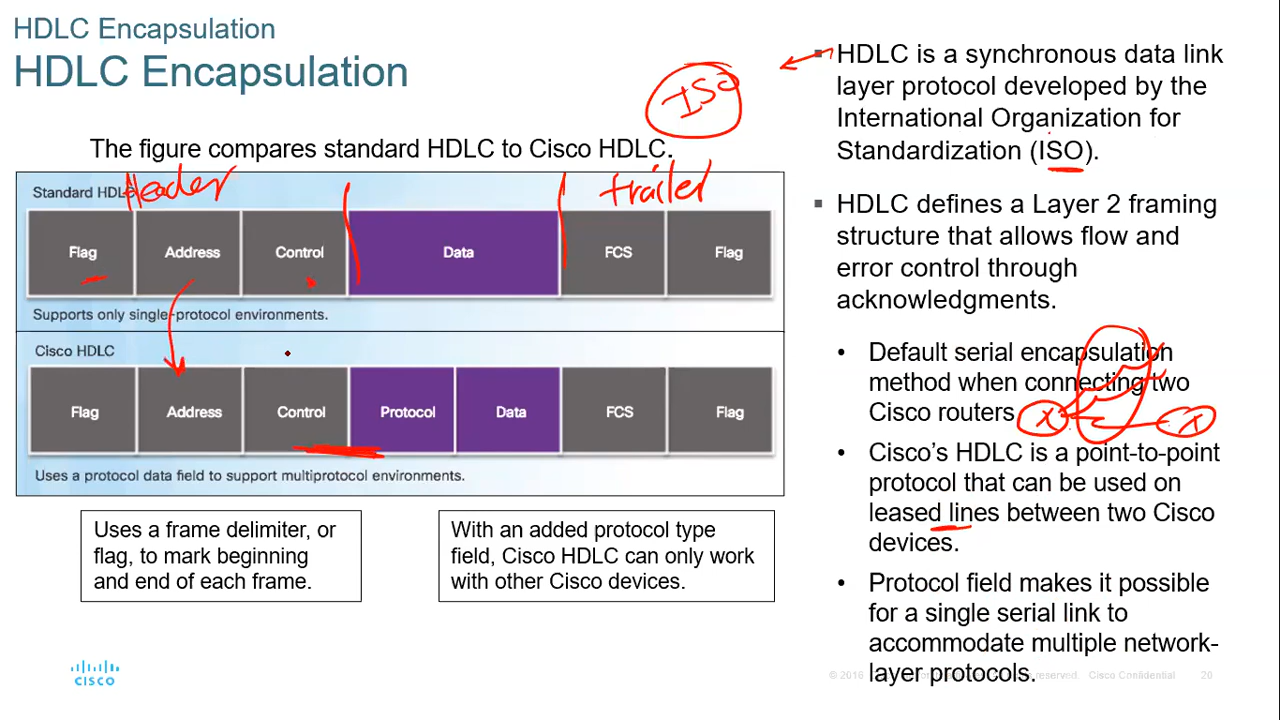 HDLC Encapsulation
HDLC Encapsulation
ISO
The figure compares standard HDLC to Cisco HDLC.
Standard HDLC
Header
trailed
Flag
Address
Control
Data
FCS
Flag
Supports only single-protocol environments.
Cisco HDLC
Flag
Address
Control
Protocol
Data
FCS
Flag
Uses a protocol data field to support multiprotocol environments.
Uses a frame delimiter, or
flag, to mark beginning
and end of each frame.
With an added protocol type
field, Cisco HDLC can only work
with other Cisco devices.
▪ HDLC is a synchronous data link
layer protocol developed by the
International Organization for
Standardization (ISO).
▪ HDLC defines a Layer 2 framing
structure that allows flow and
error control through
acknowledgments.
• Default serial encapsulation
method when connecting two
Cisco routers
X
X
• Cisco's HDLC is a point-to-point
protocol that can be used on
leased lines between two Cisco
devices.
• Protocol field makes it possible
for a single serial link to
accommodate multiple network-
layer protocols.
CISCO
© 2016 reserved. Cisco Confidential 20